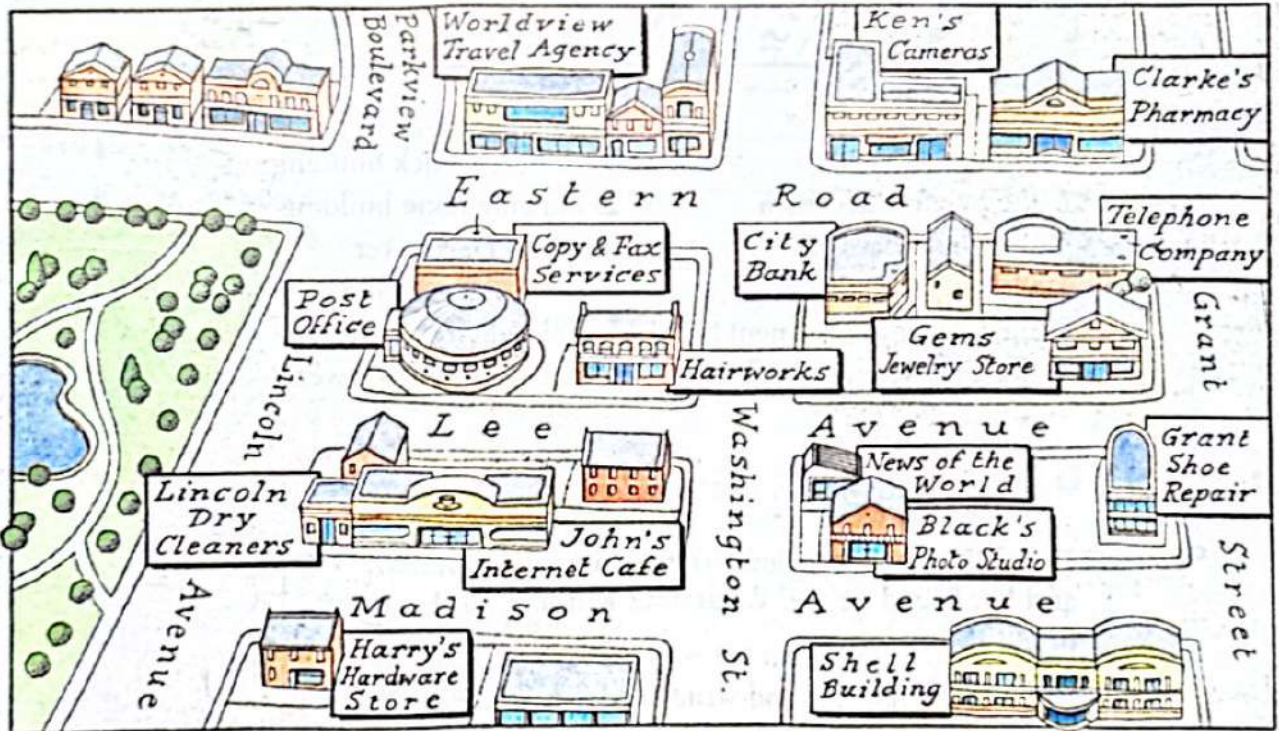 Parkview
Boulevard
Worldview
Travel Agency
Ken's
Cameras
Clarke's
Pharmacy
Eastern Road
Copy & Fax
Services
City
Bank
Telephone
Company
Post
Office
Hairworks
Gems
Jewelry Store
Grant
Street
Lincoln
Avenue
Lee Avenue
Washington St
Lincoln
Dry
Cleaners
John's
Internet Cafe
News of the
World
Black's
Photo Studio
Grant
Shoe
Repair
Madison Avenue
Harry's
Hardware
Store
Shell
Building